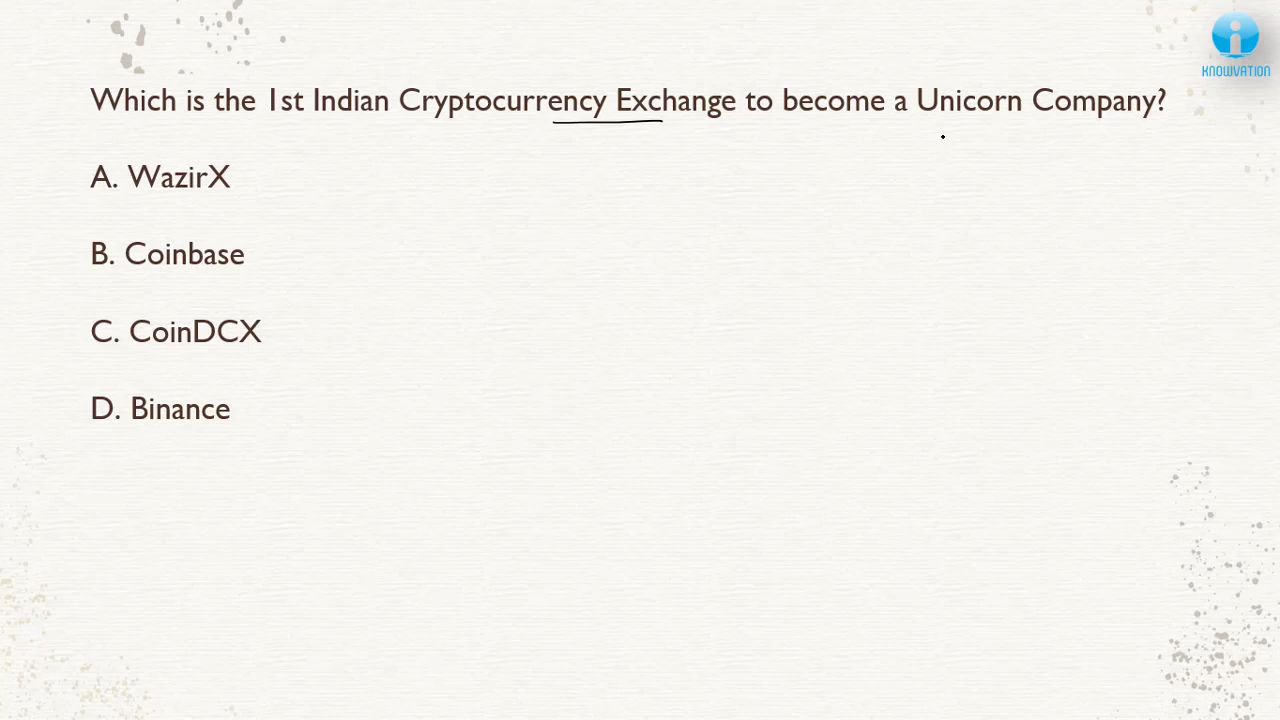 Which is the 1st Indian Cryptocurrency Exchange to become a Unicorn Company?
A. WazirX
B. Coinbase
C. CoinDCX
D. Binance
i
KNOWVATION